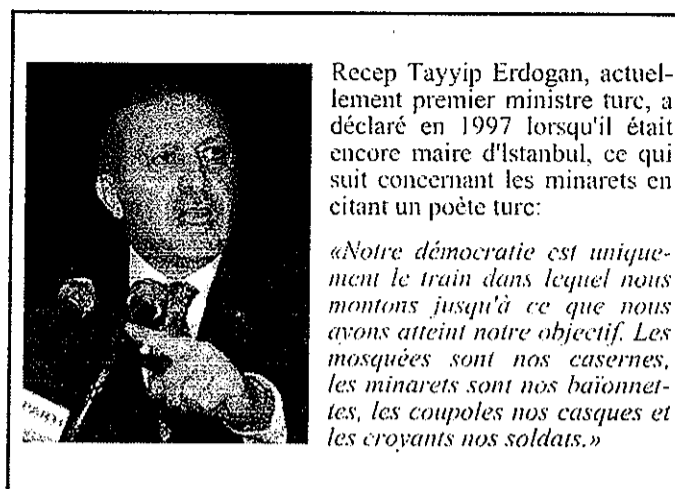 Recep Tayyip Erdogan, actuel-
lement premier ministre turc, a
déclaré en 1997 lorsqu'il était
encore maire d'Istanbul, ce qui
suit concernant les minarets en
citant un poète turc:
«Notre démocratie est unique-
ment le train dans lequel nous
montons jusqu'à ce que nous
ayons atteint notre objectif. Les
mosquées sont nos casernes,
les minarets sont nos baïonnet-
tes, les coupoles nos casques et
les croyants nos soldats.»